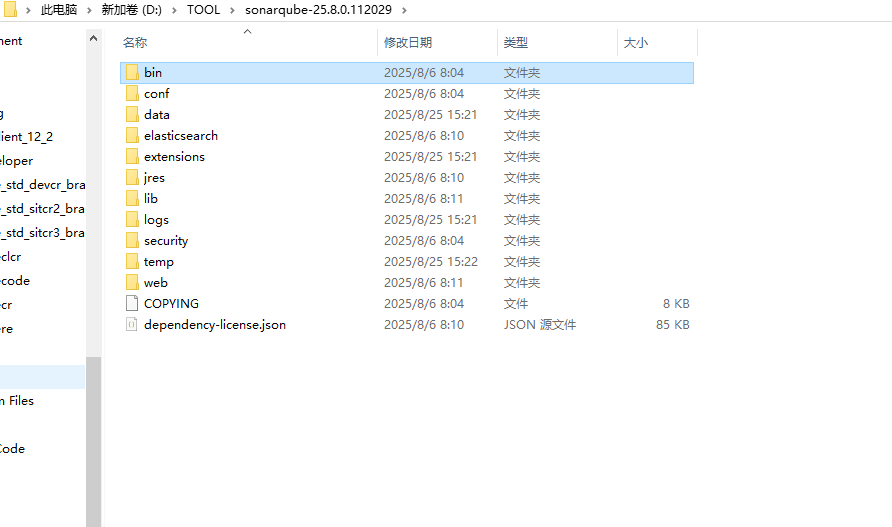 此电脑 › 新加卷 (D:) › TOOL › sonarqube-25.8.0.112029 ›
名称 修改日期 类型 大小
bin 2025/8/6 8:04 文件夹
conf 2025/8/6 8:04 文件夹
data 2025/8/25 15:21 文件夹
elasticsearch 2025/8/6 8:10 文件夹
extensions 2025/8/25 15:21 文件夹
jres 2025/8/6 8:10 文件夹
lib 2025/8/6 8:11 文件夹
logs 2025/8/25 15:21 文件夹
security 2025/8/6 8:04 文件夹
temp 2025/8/25 15:22 文件夹
web 2025/8/6 8:11 文件夹
COPYING 2025/8/6 8:04 文件 8 KB
dependency-license.json 2025/8/6 8:10 JSON 源文件 85 KB
ment
g
lient_12_2
eloper
_std_devcr_bra
_std_sitcr2_bra
_std_sitcr3_bra
clcr
code
cr
re
n Files
Code